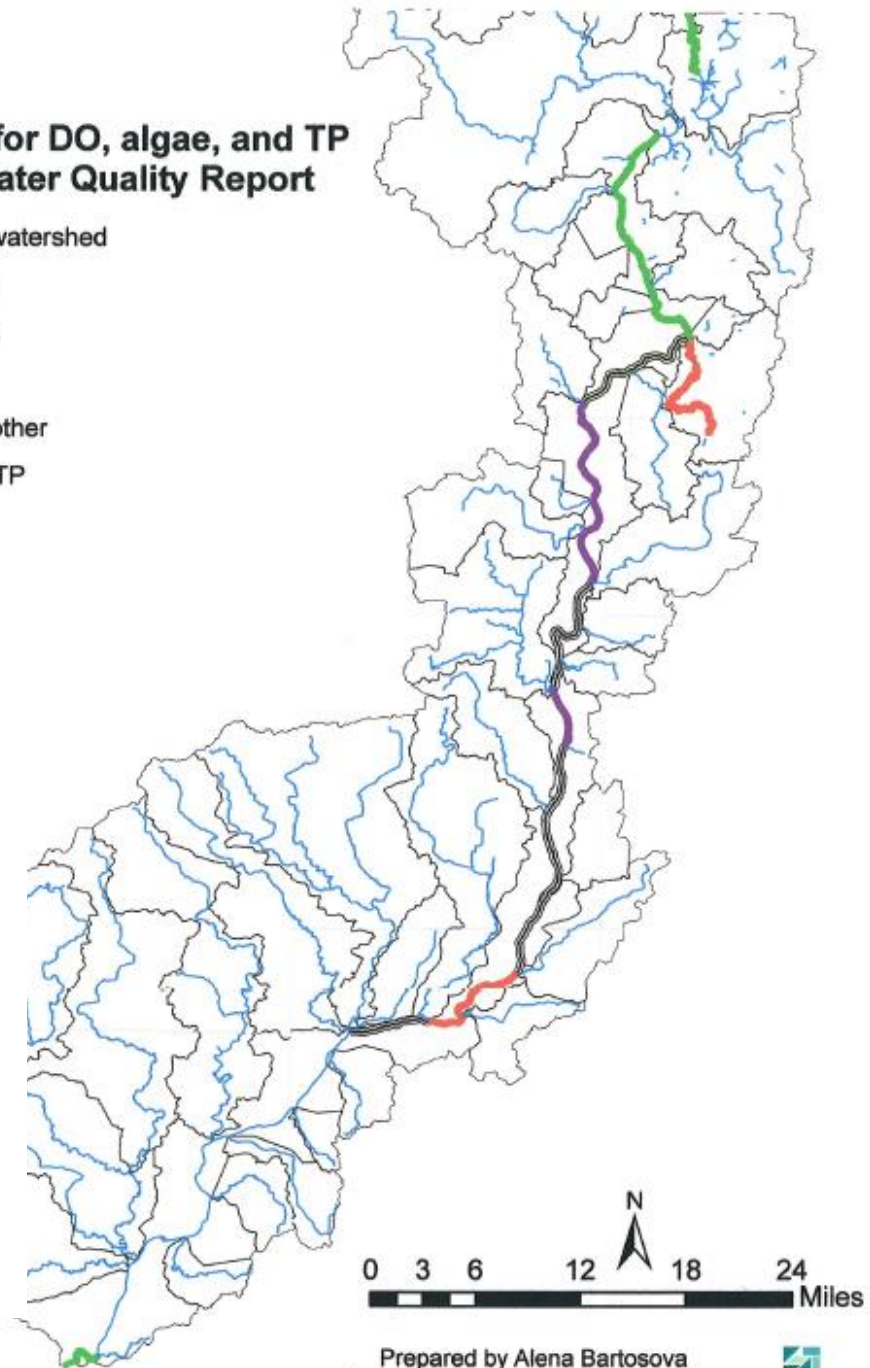 for DO, algae, and TP
ater Quality Report
watershed
other
TP
N
0 3 6 12 18 24
Miles
Prepared by Alena Bartosova